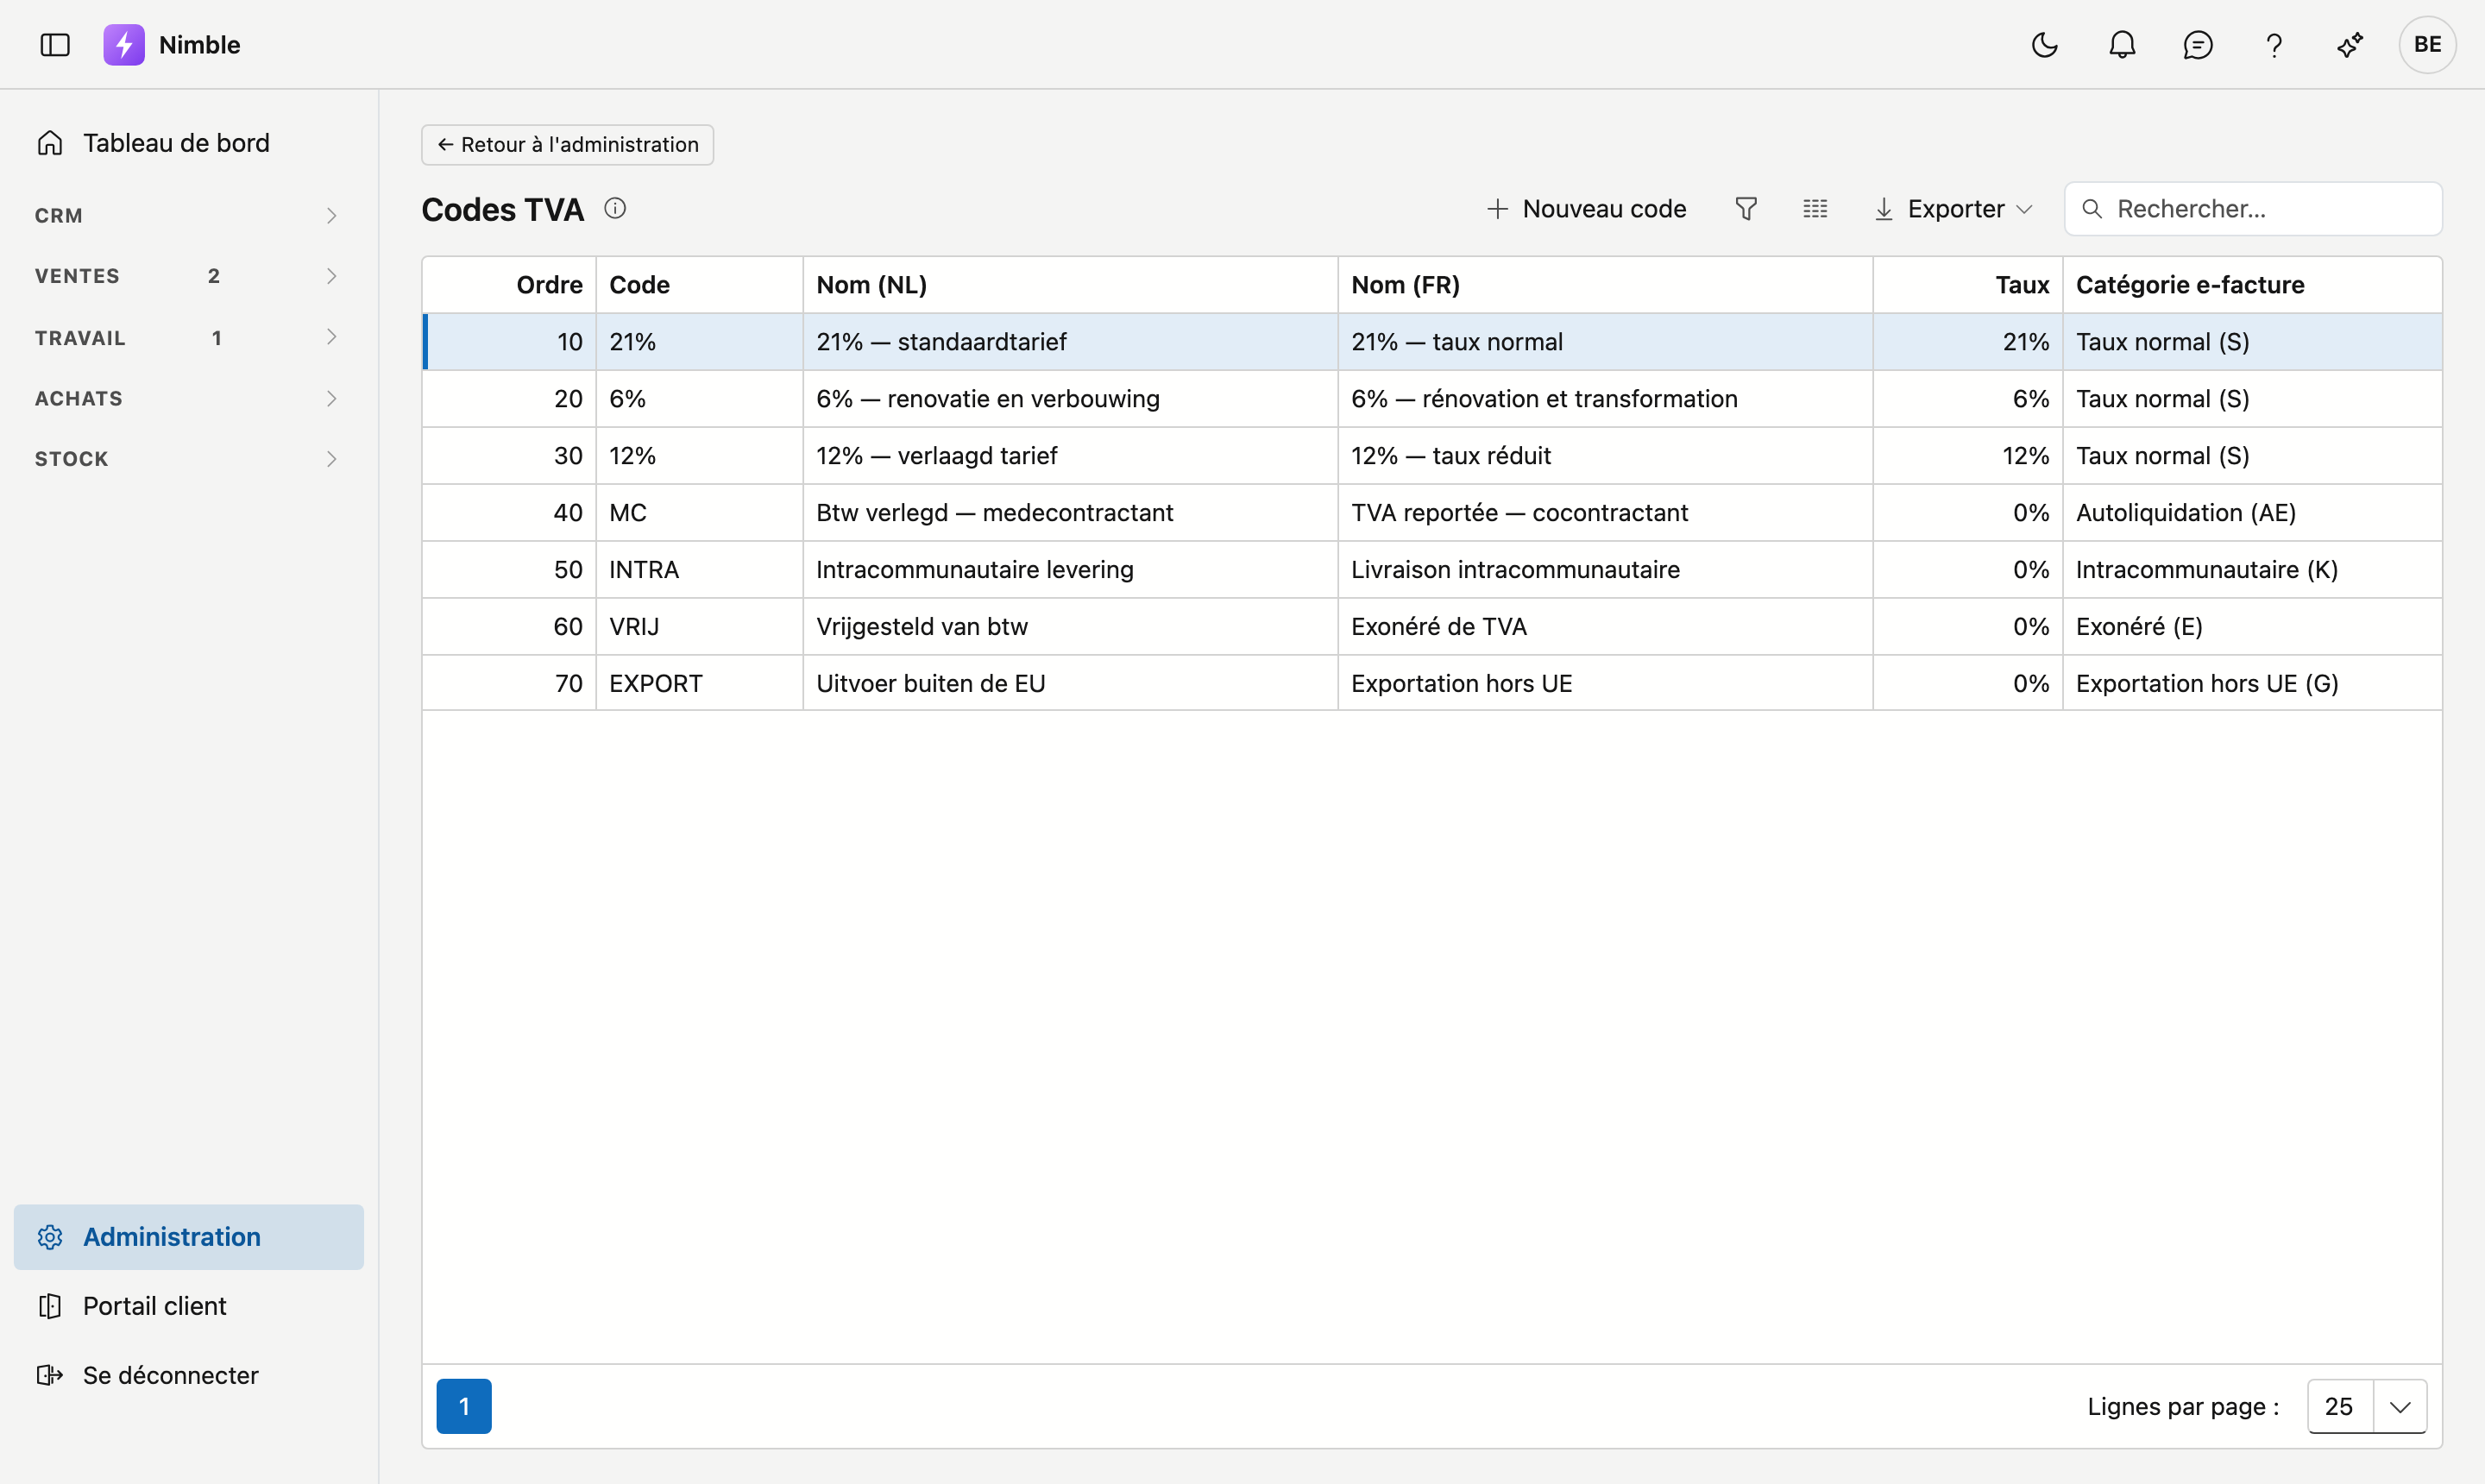 Nimble
BE
Tableau de bord
CRM
VENTES 2
TRAVAIL 1
ACHATS
STOCK
Administration
Portail client
Se déconnecter
← Retour à l'administration
Codes TVA
Nouveau code
Exporter
Rechercher...
Ordre Code Nom (NL) Nom (FR) Taux Catégorie e-facture
10 21% 21% — standaardtarief 21% — taux normal 21% Taux normal (S)
20 6% 6% — renovatie en verbouwing 6% — rénovation et transformation 6% Taux normal (S)
30 12% 12% — verlaagd tarief 12% — taux réduit 12% Taux normal (S)
40 MC Btw verlegd — medecontractant TVA reportée — cocontractant 0% Autoliquidation (AE)
50 INTRA Intracommunautaire levering Livraison intracommunautaire 0% Intracommunautaire (K)
60 VRIJ Vrijgesteld van btw Exonéré de TVA 0% Exonéré (E)
70 EXPORT Uitvoer buiten de EU Exportation hors UE 0% Exportation hors UE (G)
1
Lignes par page : 25